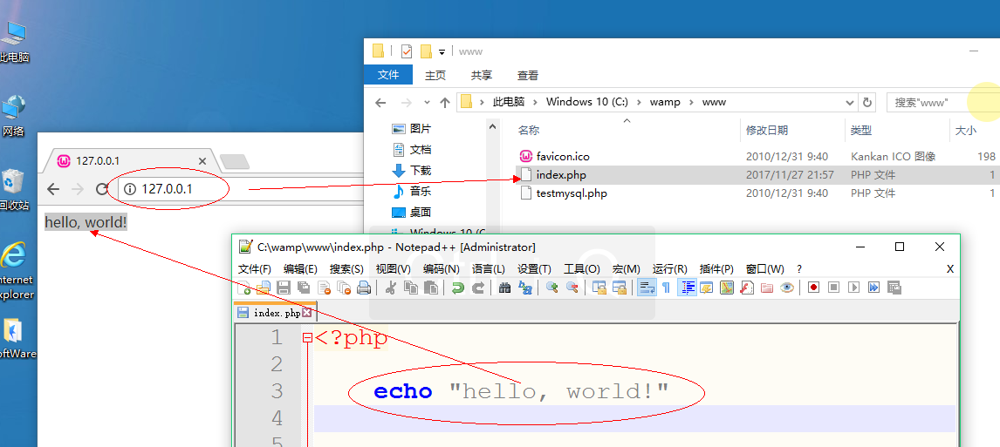 此电脑
网络
回收站
Internet
Explorer
SoftWare
127.0.0.1
127.0.0.1
hello, world!
www
文件 主页 共享 查看
此电脑 Windows 10 (C:) wamp www
搜索"www"
图片
文档
下载
音乐
桌面
Windows 10 (C
名称 修改日期 类型 大小
favicon.ico 2010/12/31 9:40 Kankan ICO 图像 198
index.php 2017/11/27 21:57 PHP 文件 1
testmysql.php 2010/12/31 9:40 PHP 文件 1
C:\wamp\www\index.php - Notepad++ [Administrator]
文件(F) 编辑(E) 搜索(S) 视图(V) 编码(N) 语言(L) 设置(T) 工具(O) 宏(M) 运行(R) 插件(P) 窗口(W) ? X
index.php
1 <?php
2
3 echo "hello, world!"
4
5